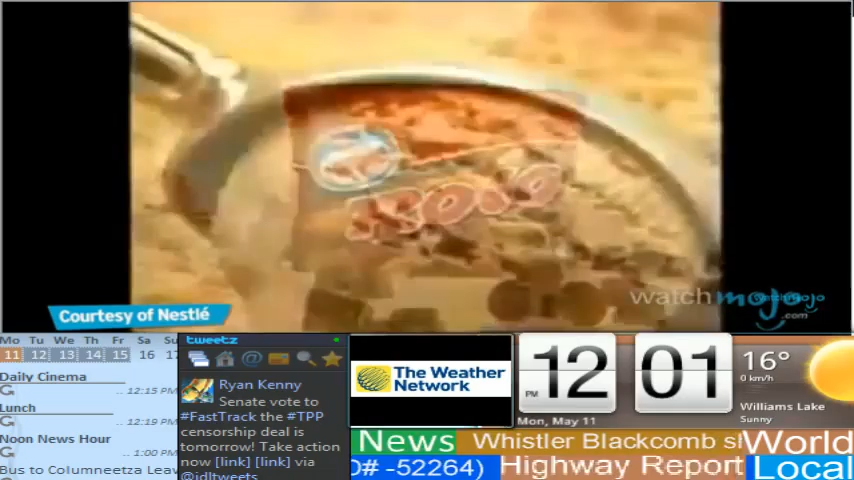 watchmojo
.com
Courtesy of Nestlé
Mo Tu We Th Fr Sa Su
11 12 13 14 15 16 17
Daily Cinema
.. 12:15 PM
Lunch
.. 12:19 PM
Noon News Hour
.. 1:00 PM
Bus to Columneetza Leav
tweetz
Ryan Kenny
Senate vote to
#FastTrack the #TPP
censorship deal is
tomorrow! Take action
now [link] [link] via
@idltweets
The Weather
Network
PM 12 01
Mon, May 11
16°
0 km/h
Williams Lake
Sunny
News Whistler Blackcomb sl World
D# -52264) Highway Report Local